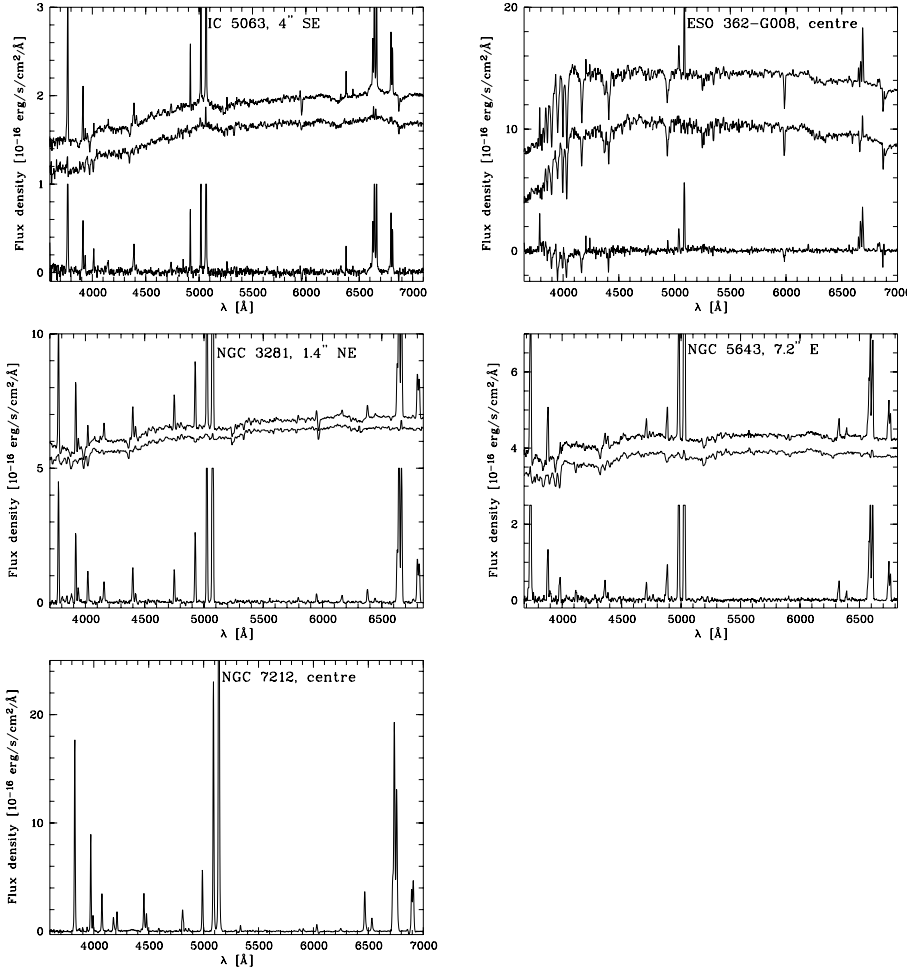 IC 5063, 4" SE
3
2
1
0
Flux density [10⁻¹⁶ erg/s/cm²/Å]
4000 4500 5000 5500 6000 6500 7000
λ [Å]
ESO 362-G008, centre
20
10
0
Flux density [10⁻¹⁶ erg/s/cm²/Å]
4000 4500 5000 5500 6000 6500 7000
λ [Å]
NGC 3281, 1.4" NE
10
5
0
Flux density [10⁻¹⁶ erg/s/cm²/Å]
4000 4500 5000 5500 6000 6500
λ [Å]
NGC 5643, 7.2" E
6
4
2
0
Flux density [10⁻¹⁶ erg/s/cm²/Å]
4000 4500 5000 5500 6000 6500
λ [Å]
NGC 7212, centre
20
10
0
Flux density [10⁻¹⁶ erg/s/cm²/Å]
4000 4500 5000 5500 6000 6500 7000
λ [Å]